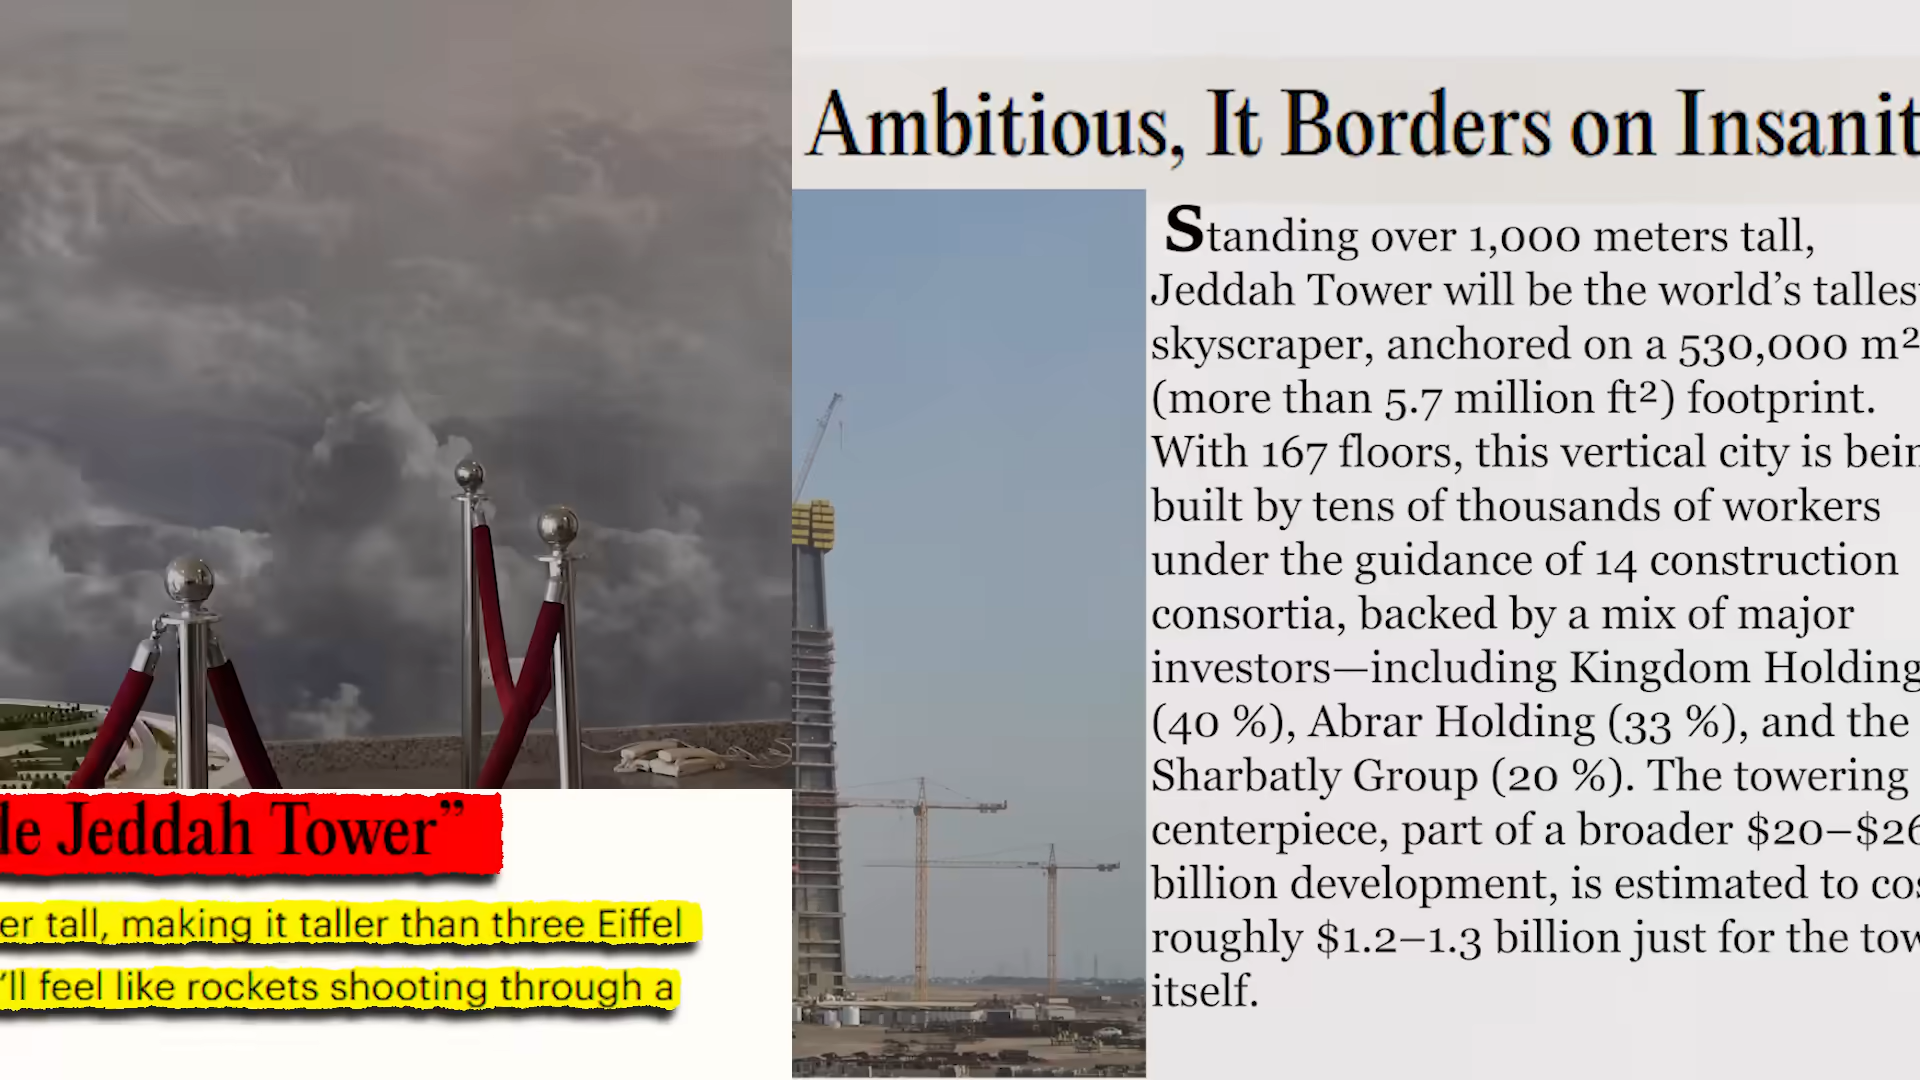 Jeddah Tower”
er tall, making it taller than three Eiffel
’ll feel like rockets shooting through a
Ambitious, It Borders on Insanit
Standing over 1,000 meters tall,
Jeddah Tower will be the world’s talles
skyscraper, anchored on a 530,000 m²
(more than 5.7 million ft²) footprint.
With 167 floors, this vertical city is bein
built by tens of thousands of workers
under the guidance of 14 construction
consortia, backed by a mix of major
investors—including Kingdom Holding
(40 %), Abrar Holding (33 %), and the
Sharbatly Group (20 %). The towering
centerpiece, part of a broader $20–$26
billion development, is estimated to cos
roughly $1.2–1.3 billion just for the tow
itself.